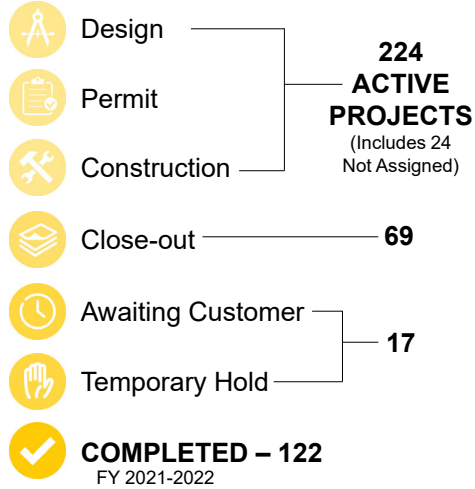 Design
Permit
Construction
224
ACTIVE
PROJECTS
(Includes 24
Not Assigned)
Close-out
69
Awaiting Customer
Temporary Hold
17
COMPLETED – 122
FY 2021-2022